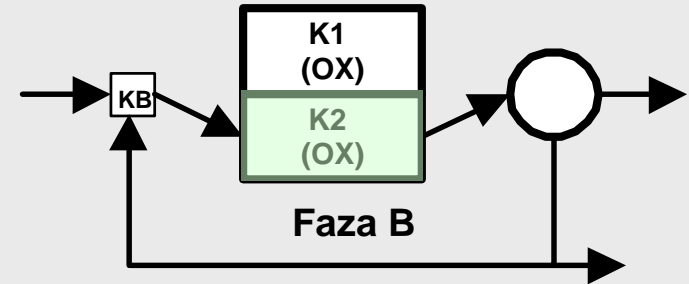 K1
(OX)
KB
K2
(OX)
Faza B